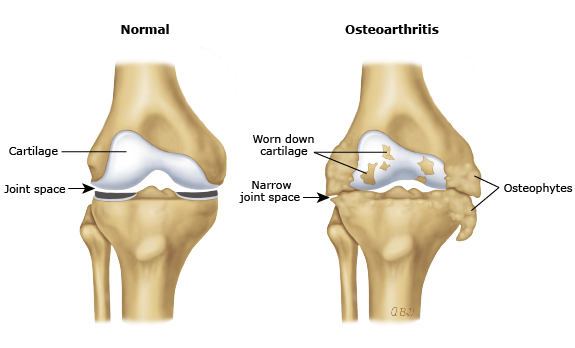 Normal
Osteoarthritis
Cartilage
Joint space
Worn down
cartilage
Narrow
joint space
Osteophytes